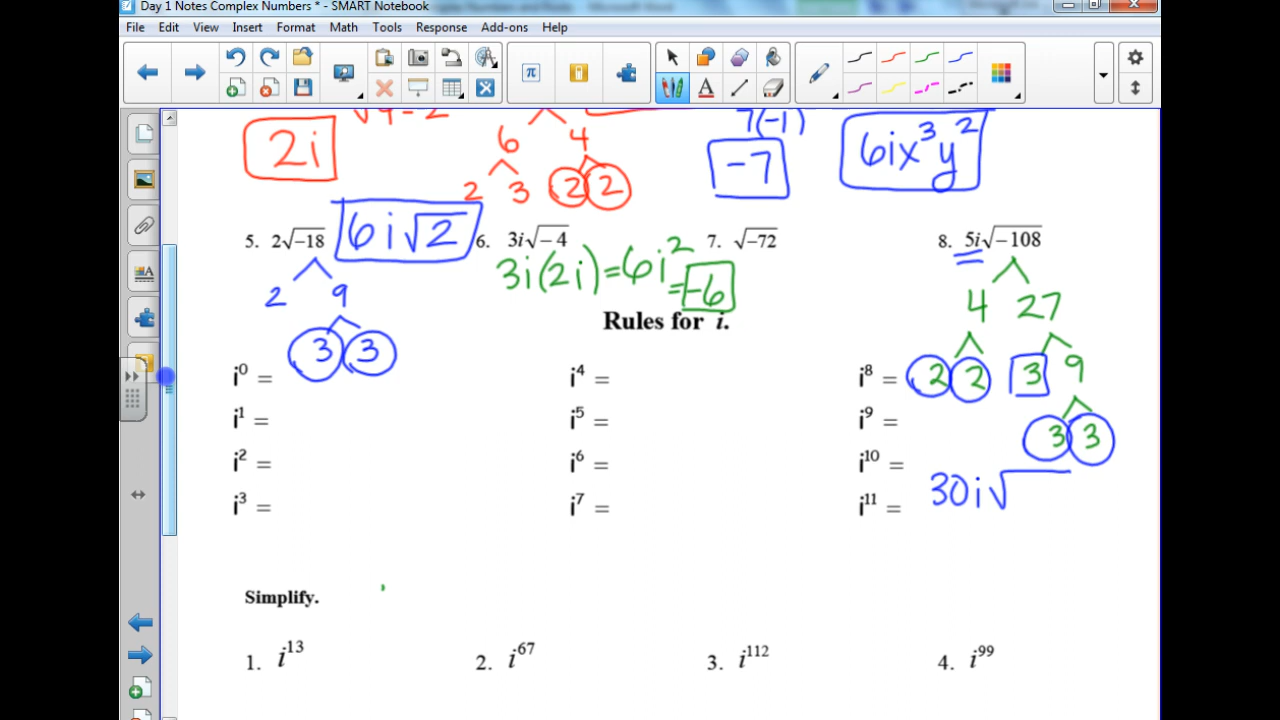 Day 1 Notes Complex Numbers * - SMART Notebook
File Edit View Insert Format Math Tools Response Add-ons Help
6 4
7(-1)
2i
2 3 2 2
-7
6ix³y²
5. 2√-18 6i√2 6. 3i√-4 7. √-72 8. 5i√-108
3i(2i)=6i²
=-6
2 9
4 27
3 3
Rules for i.
i⁰ = i⁴ = i⁸ = 2 2 3 9
i¹ = i⁵ = i⁹ = 3 3
i² = i⁶ = i¹⁰ =
i³ = i⁷ = i¹¹ = 30i√
Simplify.
1. i¹³ 2. i⁶⁷ 3. i¹¹² 4. i⁹⁹